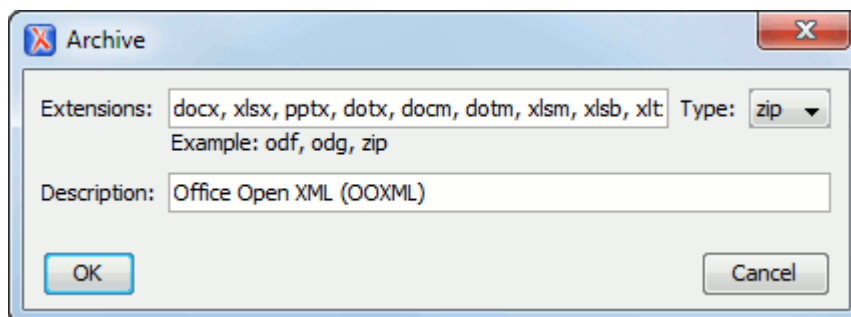 Archive
Extensions: docx, xlsx, pptx, dotx, docm, dotm, xlsm, xlsb, Type: zip
Example: odf, odg, zip
Description: Office Open XML (OOXML)
OK Cancel